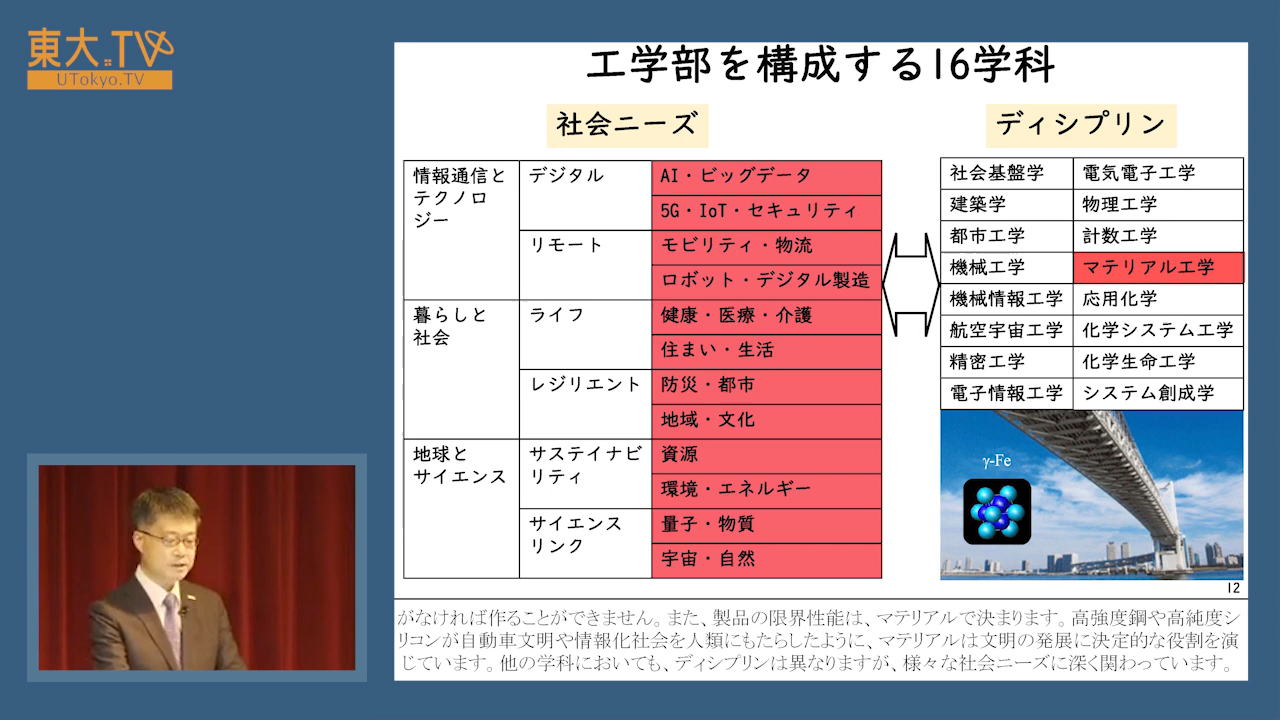 東大.TV
UTokyo.TV
工学部を構成する16学科
社会ニーズ
ディシプリン
情報通信と
テクノロ
ジー
デジタル
AI・ビッグデータ
5G・IoT・セキュリティ
リモート
モビリティ・物流
ロボット・デジタル製造
暮らしと
社会
ライフ
健康・医療・介護
住まい・生活
レジリエント
防災・都市
地域・文化
地球と
サイエンス
サステイナビ
リティ
資源
環境・エネルギー
サイエンス
リンク
量子・物質
宇宙・自然
社会基盤学
電気電子工学
建築学
物理工学
都市工学
計数工学
機械工学
マテリアル工学
機械情報工学
応用化学
航空宇宙工学
化学システム工学
精密工学
化学生命工学
電子情報工学
システム創成学
γ-Fe
12
がなければ作ることができません。また、製品の限界性能は、マテリアルで決まります。高強度鋼や高純度シ
リコンが自動車文明や情報化社会を人類にもたらしたように、マテリアルは文明の発展に決定的な役割を演
じています。他の学科においても、ディシプリンは異なりますが、様々な社会ニーズに深く関わっています。